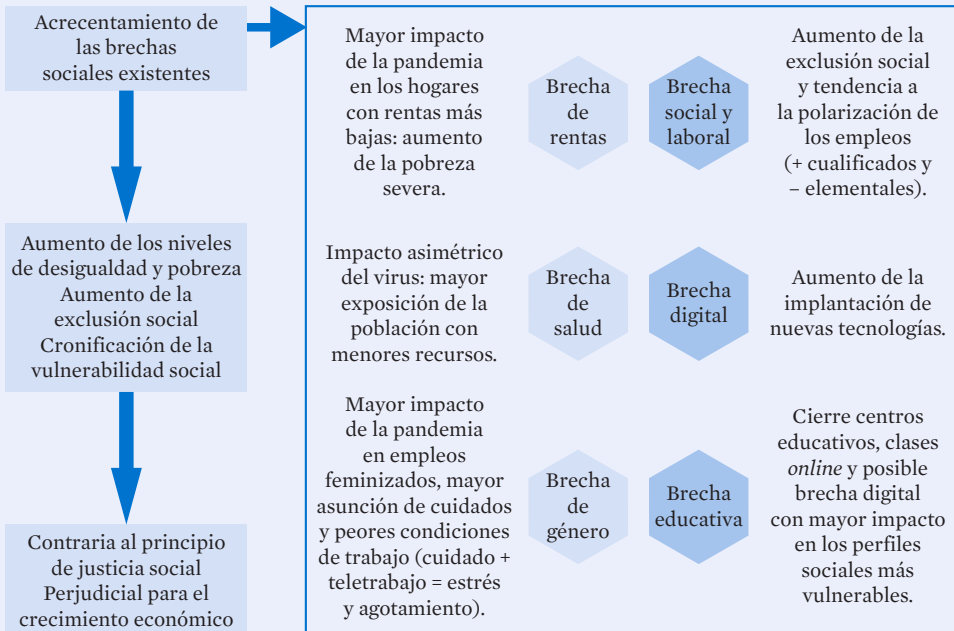 Acrecentamiento de
las brechas
sociales existentes
Aumento de los niveles
de desigualdad y pobreza
Aumento de la
exclusión social
Cronificación de la
vulnerabilidad social
Contraria al principio
de justicia social
Perjudicial para el
crecimiento económico
Mayor impacto
de la pandemia
en los hogares
con rentas más
bajas: aumento
de la pobreza
severa.
Brecha
de
rentas
Brecha
social y
laboral
Aumento de la
exclusión social
y tendencia a
la polarización de
los empleos
(+ cualificados y
– elementales).
Impacto asimétrico
del virus: mayor
exposición de la
población con
menores recursos.
Brecha
de
salud
Brecha
digital
Aumento de la
implantación de
nuevas tecnologías.
Mayor impacto
de la pandemia
en empleos
feminizados, mayor
asunción de cuidados
y peores condiciones
de trabajo (cuidado +
teletrabajo = estrés
y agotamiento).
Brecha
de
género
Brecha
educativa
Cierre centros
educativos, clases
online y posible
brecha digital
con mayor impacto
en los perfiles
sociales más
vulnerables.